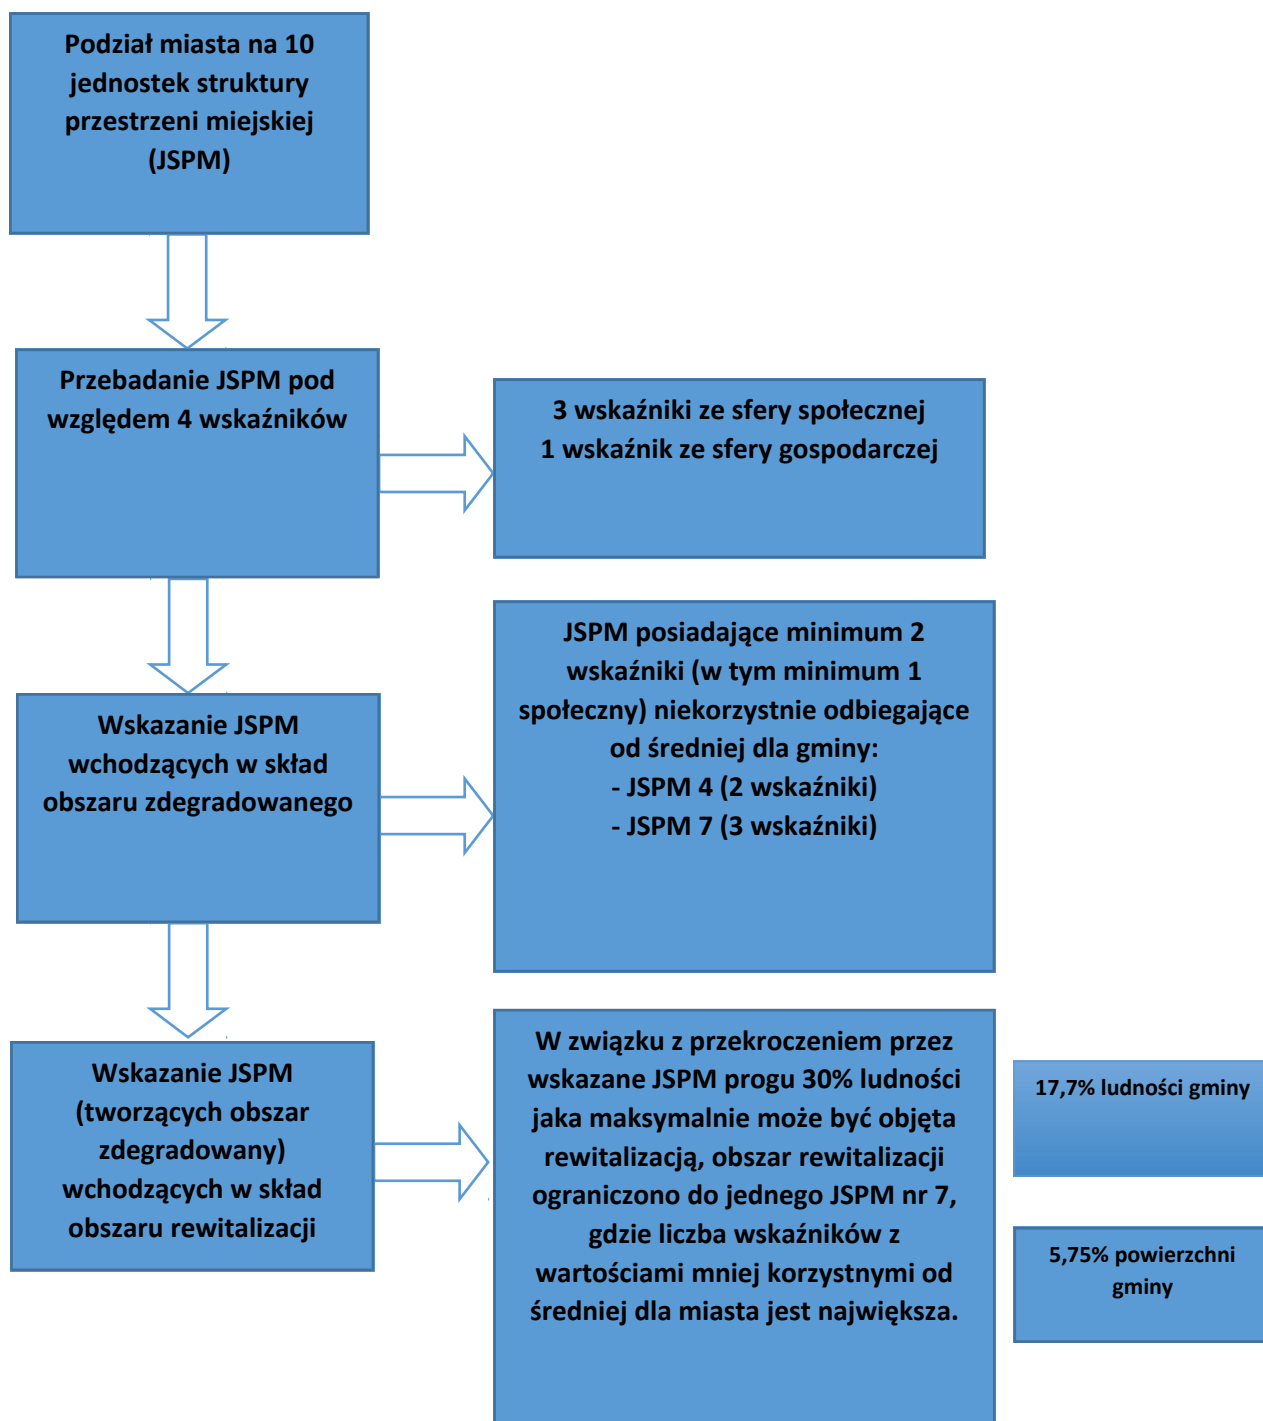 Podział miasta na 10
jednostek struktury
przestrzeni miejskiej
(JSPM)
Przebadanie JSPM pod
względem 4 wskaźników
3 wskaźniki ze sfery społecznej
1 wskaźnik ze sfery gospodarczej
Wskazanie JSPM
wchodzących w skład
obszaru zdegradowanego
JSPM posiadające minimum 2
wskaźniki (w tym minimum 1
społeczny) niekorzystnie odbiegające
od średniej dla gminy:
- JSPM 4 (2 wskaźniki)
- JSPM 7 (3 wskaźniki)
Wskazanie JSPM
(tworzących obszar
zdegradowany)
wchodzących w skład
obszaru rewitalizacji
W związku z przekroczeniem przez
wskazane JSPM progu 30% ludności
jaka maksymalnie może być objęta
rewitalizacją, obszar rewitalizacji
ograniczono do jednego JSPM nr 7,
gdzie liczba wskaźników z
wartościami mniej korzystnymi od
średniej dla miasta jest największa.
17,7% ludności gminy
5,75% powierzchni
gminy